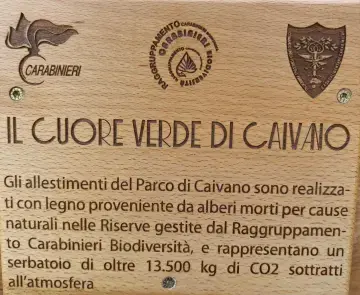 CARABINIERI
RAGGRUPPAMENTO CARABINIERI BIODIVERSITÀ
IL CUORE VERDE DI CAIVANO
Gli allestimenti del Parco di Caivano sono realizza-
ti con legno proveniente da alberi morti per cause
naturali nelle Riserve gestite dal Raggruppamen-
to Carabinieri Biodiversità, e rappresentano un
serbatoio di oltre 13.500 kg di CO2 sottratti
all'atmosfera